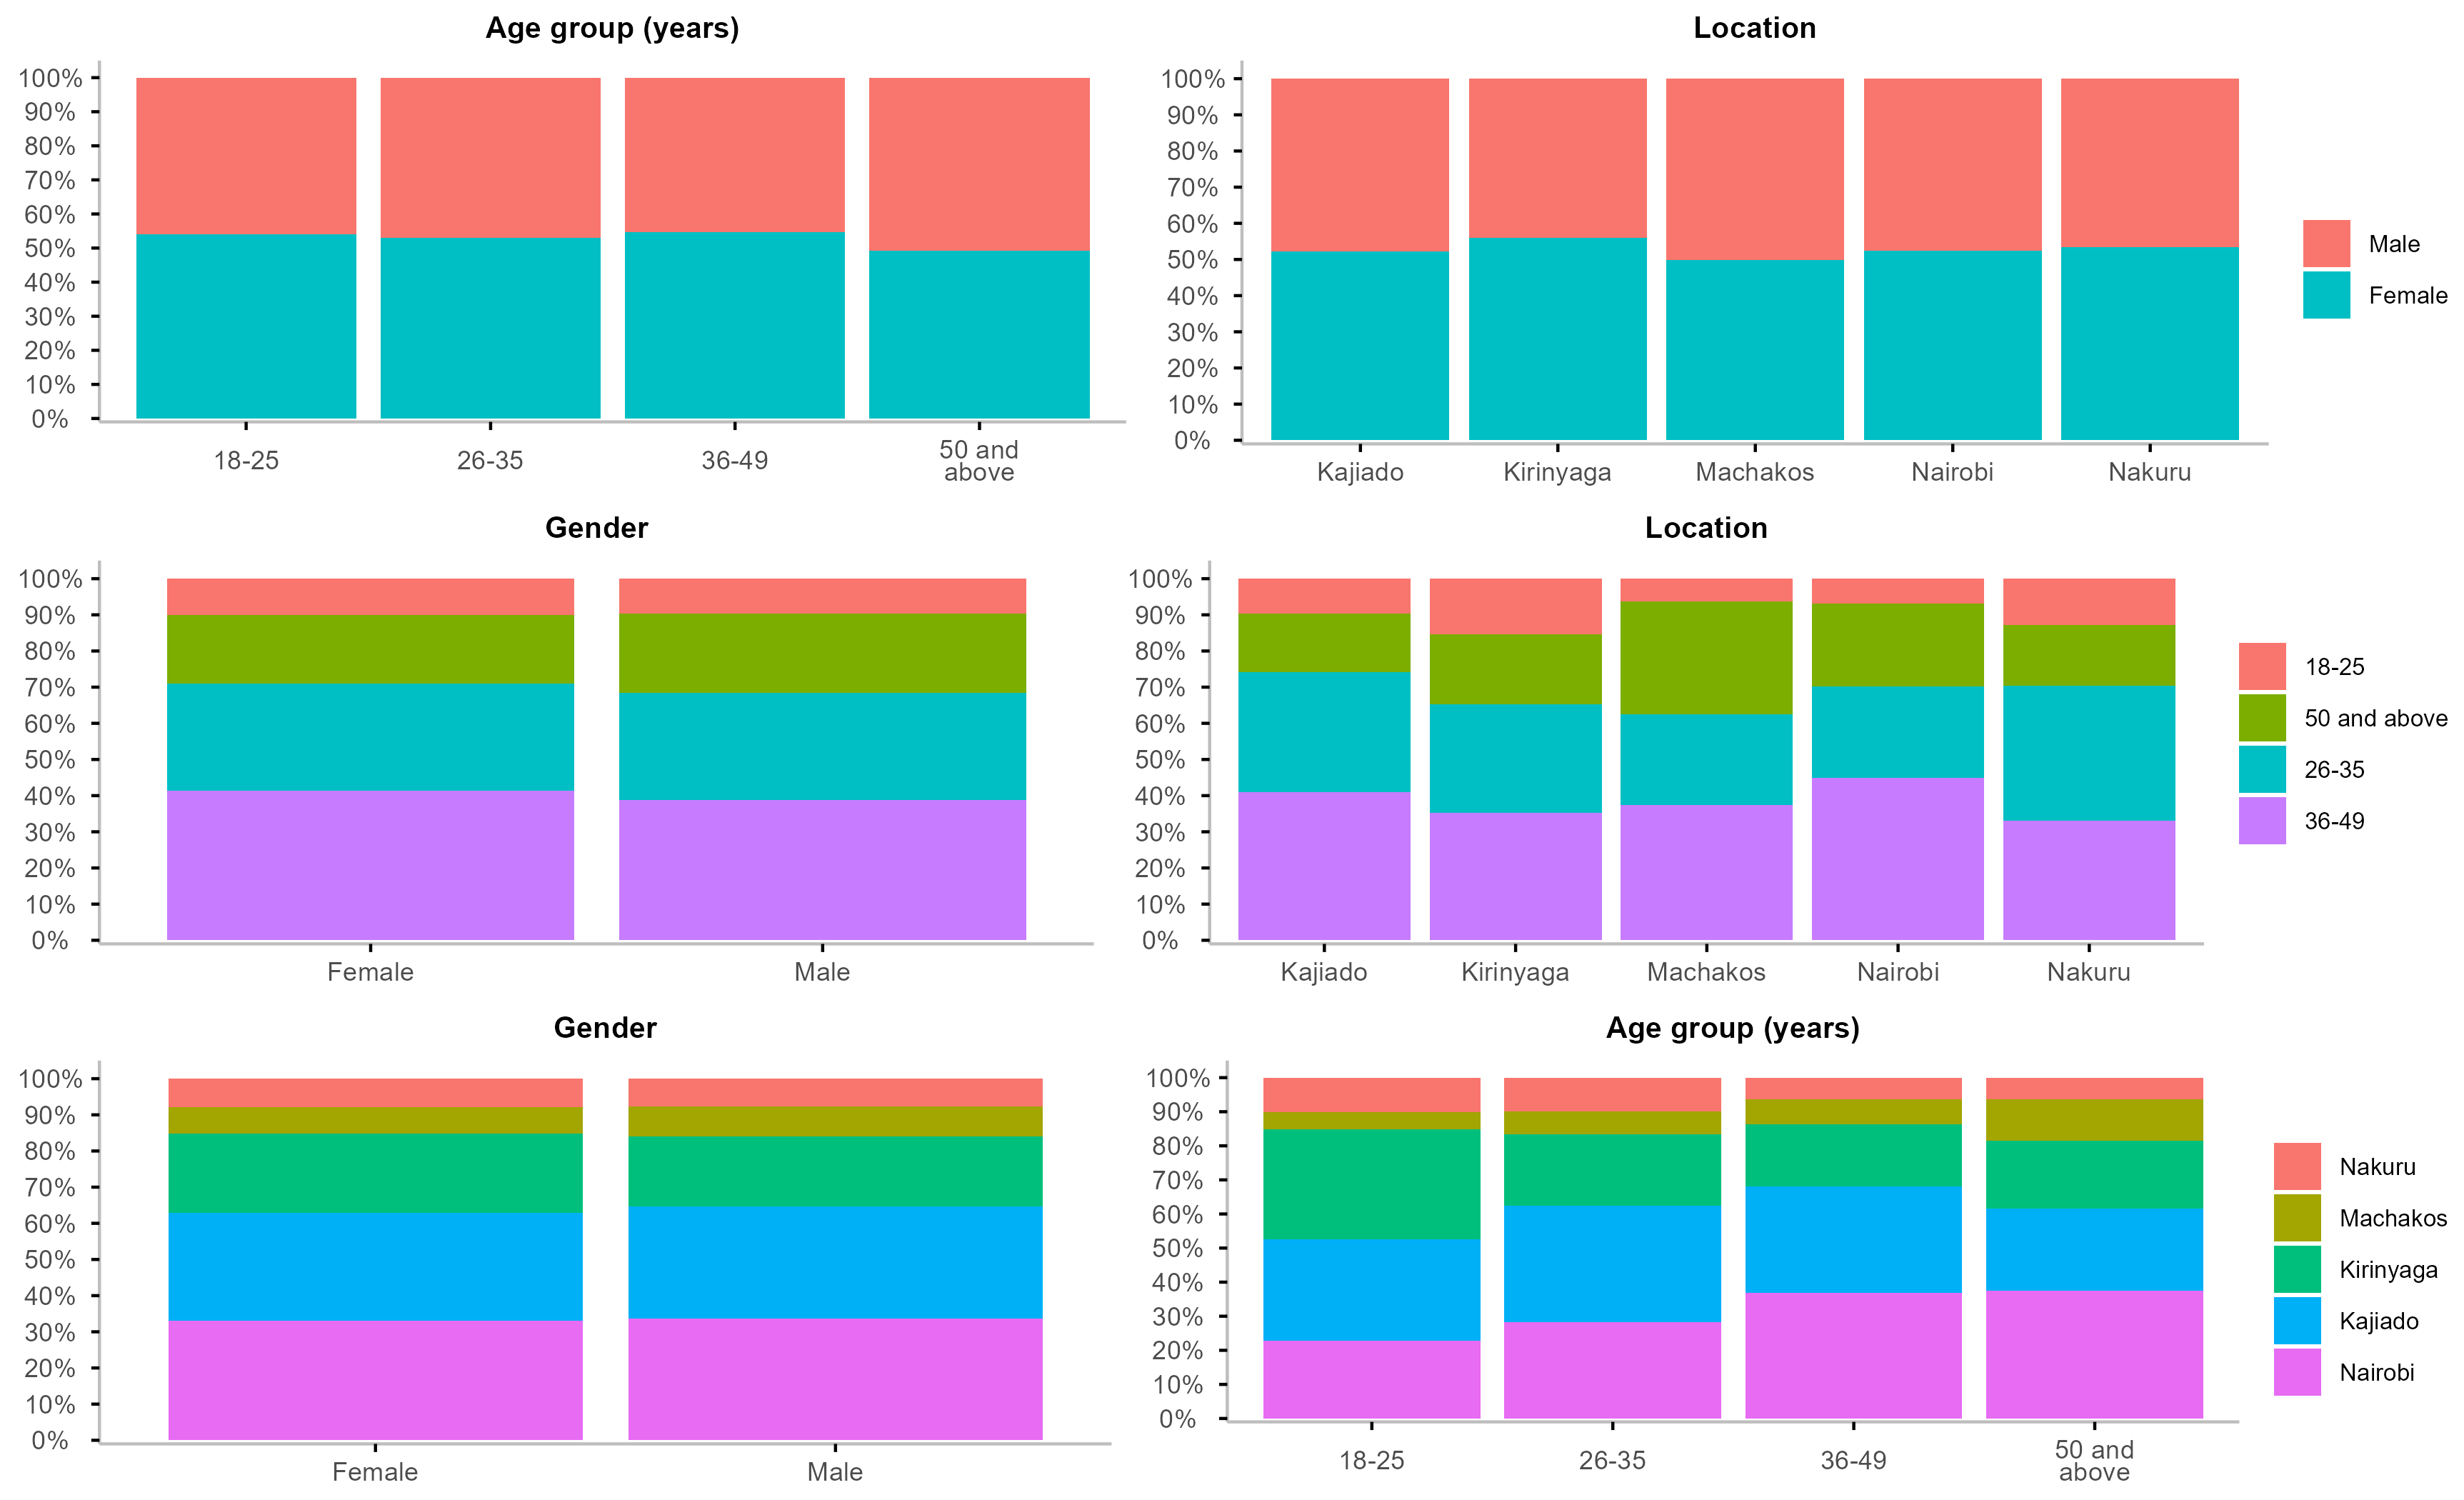 Age group (years)
100%
90%
80%
70%
60%
50%
40%
30%
20%
10%
0%
18-25
26-35
36-49
50 and
above
Location
100%
90%
80%
70%
60%
50%
40%
30%
20%
10%
0%
Kajiado
Kirinyaga
Machakos
Nairobi
Nakuru
Male
Female
Gender
100%
90%
80%
70%
60%
50%
40%
30%
20%
10%
0%
Female
Male
Location
100%
90%
80%
70%
60%
50%
40%
30%
20%
10%
0%
Kajiado
Kirinyaga
Machakos
Nairobi
Nakuru
18-25
50 and above
26-35
36-49
Gender
100%
90%
80%
70%
60%
50%
40%
30%
20%
10%
0%
Female
Male
Age group (years)
100%
90%
80%
70%
60%
50%
40%
30%
20%
10%
0%
18-25
26-35
36-49
50 and
above
Nakuru
Machakos
Kirinyaga
Kajiado
Nairobi